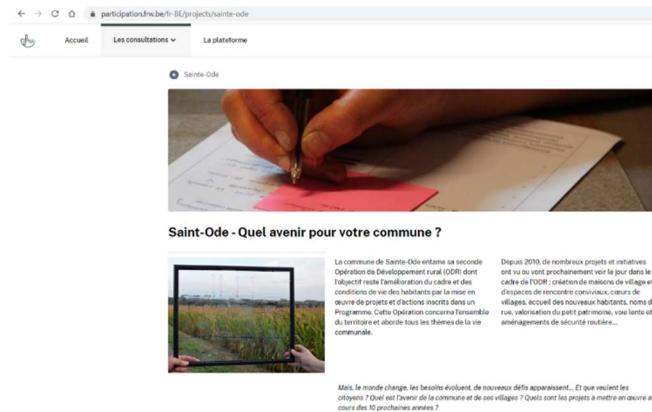 participation.frw.be/fr-BE/projects/sainte-ode
Accueil Les consultations La plateforme
Sainte-Ode
Saint-Ode - Quel avenir pour votre commune ?
La commune de Sainte-Ode entame sa seconde
Opération de Développement rural (ODR) dont
l'objectif reste l'amélioration du cadre et des
conditions de vie des habitants par la mise en
œuvre de projets et d'actions inscrits dans un
Programme. Cette Opération concerne l'ensemble
du territoire et aborde tous les thèmes de la vie
communale.
Depuis 2010, de nombreux projets et initiatives
ont vu ou vont prochainement voir le jour dans le
cadre de l'ODR : création de maisons de village et
d'espaces de rencontre conviviaux, cœurs de
villages, accueil des nouveaux habitants, noms d
rue, valorisation du petit patrimoine, voie lente et
aménagements de sécurité routière...
Mais, le monde change, les besoins évoluent, de nouveaux défis apparaissent... Et que veulent les
citoyens ? Quel est l'avenir de la commune et de ses villages ? Quels sont les projets à mettre en œuvre a
cours des 10 prochaines années ?